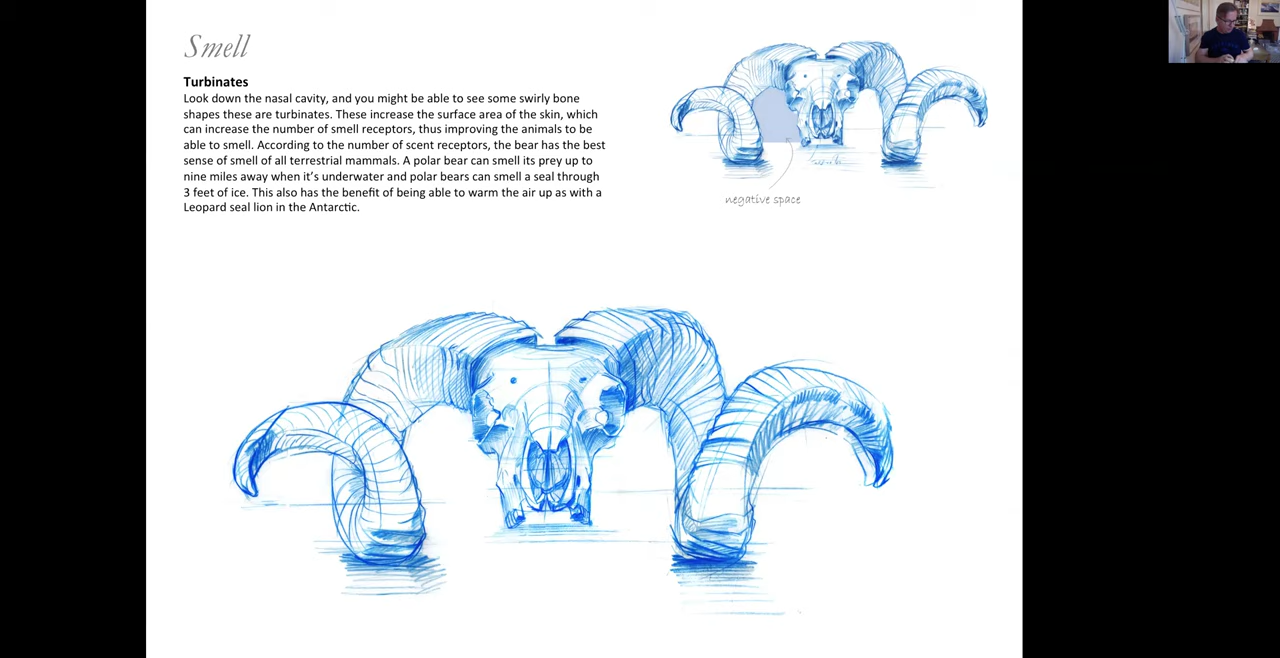 Smell
Turbinates
Look down the nasal cavity, and you might be able to see some swirly bone
shapes these are turbinates. These increase the surface area of the skin, which
can increase the number of smell receptors, thus improving the animals to be
able to smell. According to the number of scent receptors, the bear has the best
sense of smell of all terrestrial mammals. A polar bear can smell its prey up to
nine miles away when it's underwater and polar bears can smell a seal through
3 feet of ice. This also has the benefit of being able to warm the air up as with a
Leopard seal lion in the Antarctic.
negative space